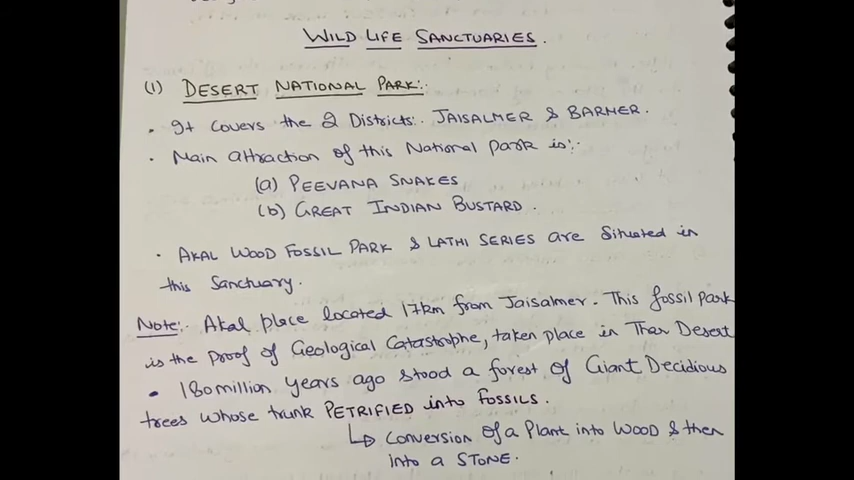 WILD LIFE SANCTUARIES.
(1) DESERT NATIONAL PARK:.
• It covers the 2 Districts:. JAISALMER & BARMER.
• Main attraction of this National Park is:.
(a) PEEVANA SNAKES
(b) GREAT INDIAN BUSTARD.
• AKAL WOOD FOSSIL PARK & LATHI SERIES are situated in
this Sanctuary.
Note:. Akal place located 17km from Jaisalmer. This fossil Park
is the proof of Geological Catastrophe, taken place in Thar Desert
• 180 million years ago stood a forest of Giant Decidious
trees whose trunk PETRIFIED into FOSSILS.
↳ Conversion of a Plant into WOOD & then
into a STONE.